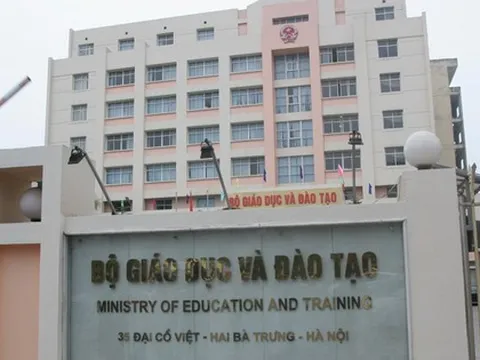 BỘ GIÁO DỤC VÀ ĐÀO TẠO
BỘ GIÁO DỤC VÀ ĐÀO TẠO
MINISTRY OF EDUCATION AND TRAINING
35 ĐẠI CỒ VIỆT - HAI BÀ TRƯNG - HÀ NỘI